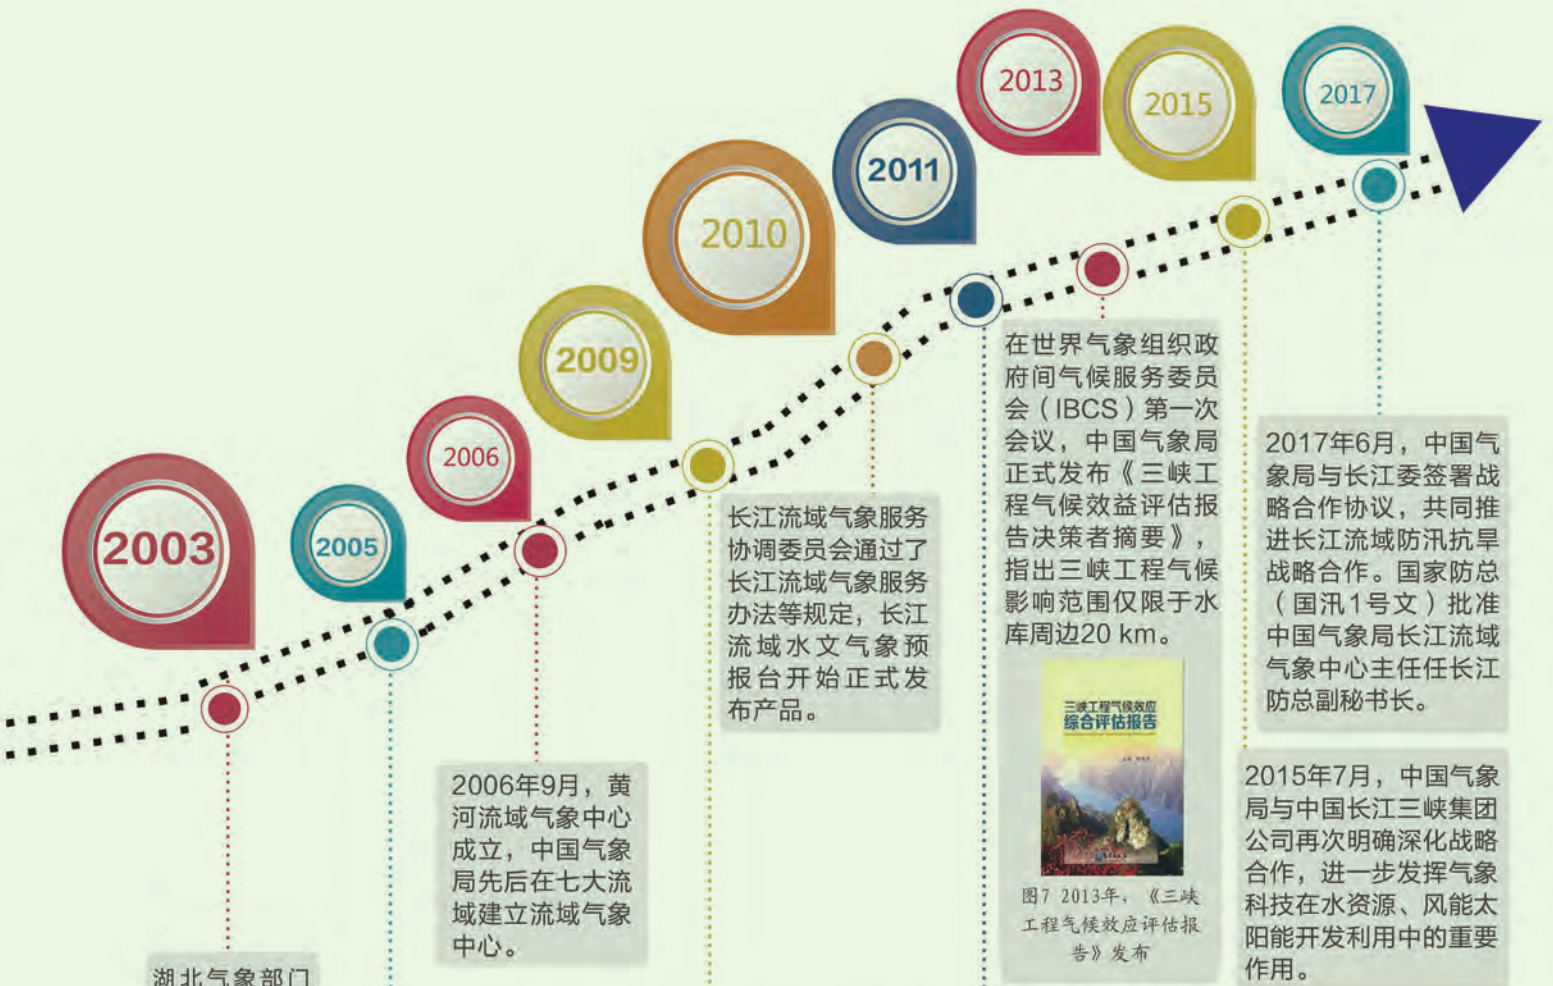 2003
2005
2006
2009
2010
2011
2013
2015
2017
湖北气象部门
2006年9月，黄
河流域气象中心
成立，中国气象
局先后在七大流
域建立流域气象
中心。
长江流域气象服务
协调委员会通过了
长江流域气象服务
办法等规定，长江
流域水文气象预
报台开始正式发
布产品。
在世界气象组织政
府间气候服务委员
会（IBCS）第一次
会议，中国气象局
正式发布《三峡工
程气候效益评估报
告决策者摘要》，
指出三峡工程气候
影响范围仅限于水
库周边20 km。
三峡工程气候效应
综合评估报告
图7 2013年，《三峡
工程气候效应评估报
告》发布
2015年7月，中国气象
局与中国长江三峡集团
公司再次明确深化战略
合作，进一步发挥气象
科技在水资源、风能太
阳能开发利用中的重要
作用。
2017年6月，中国气
象局与长江委签署战
略合作协议，共同推
进长江流域防汛抗旱
战略合作。国家防总
（国汛1号文）批准
中国气象局长江流域
气象中心主任任长江
防总副秘书长。